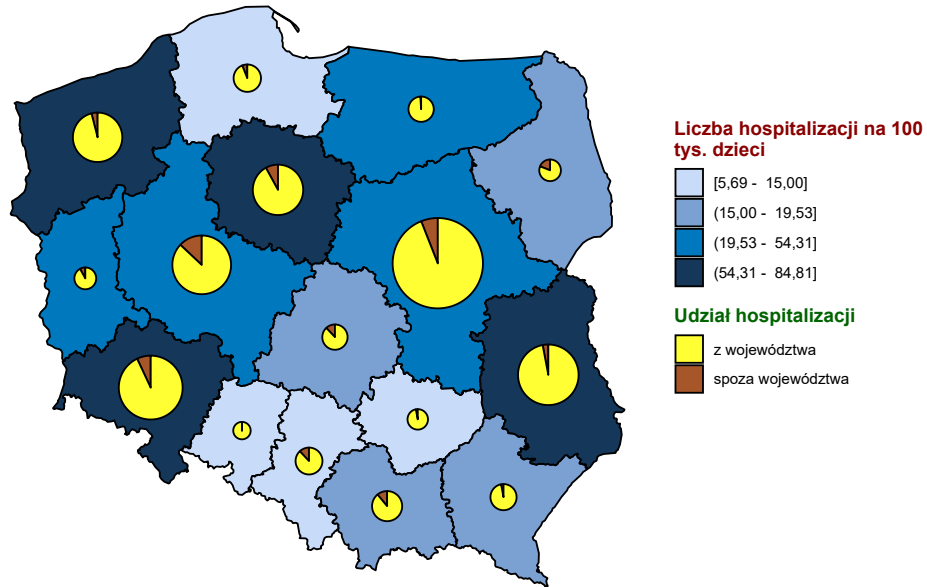 Liczba hospitalizacji na 100
tys. dzieci
[5,69 - 15,00]
(15,00 - 19,53]
(19,53 - 54,31]
(54,31 - 84,81]
Udział hospitalizacji
z województwa
spoza województwa